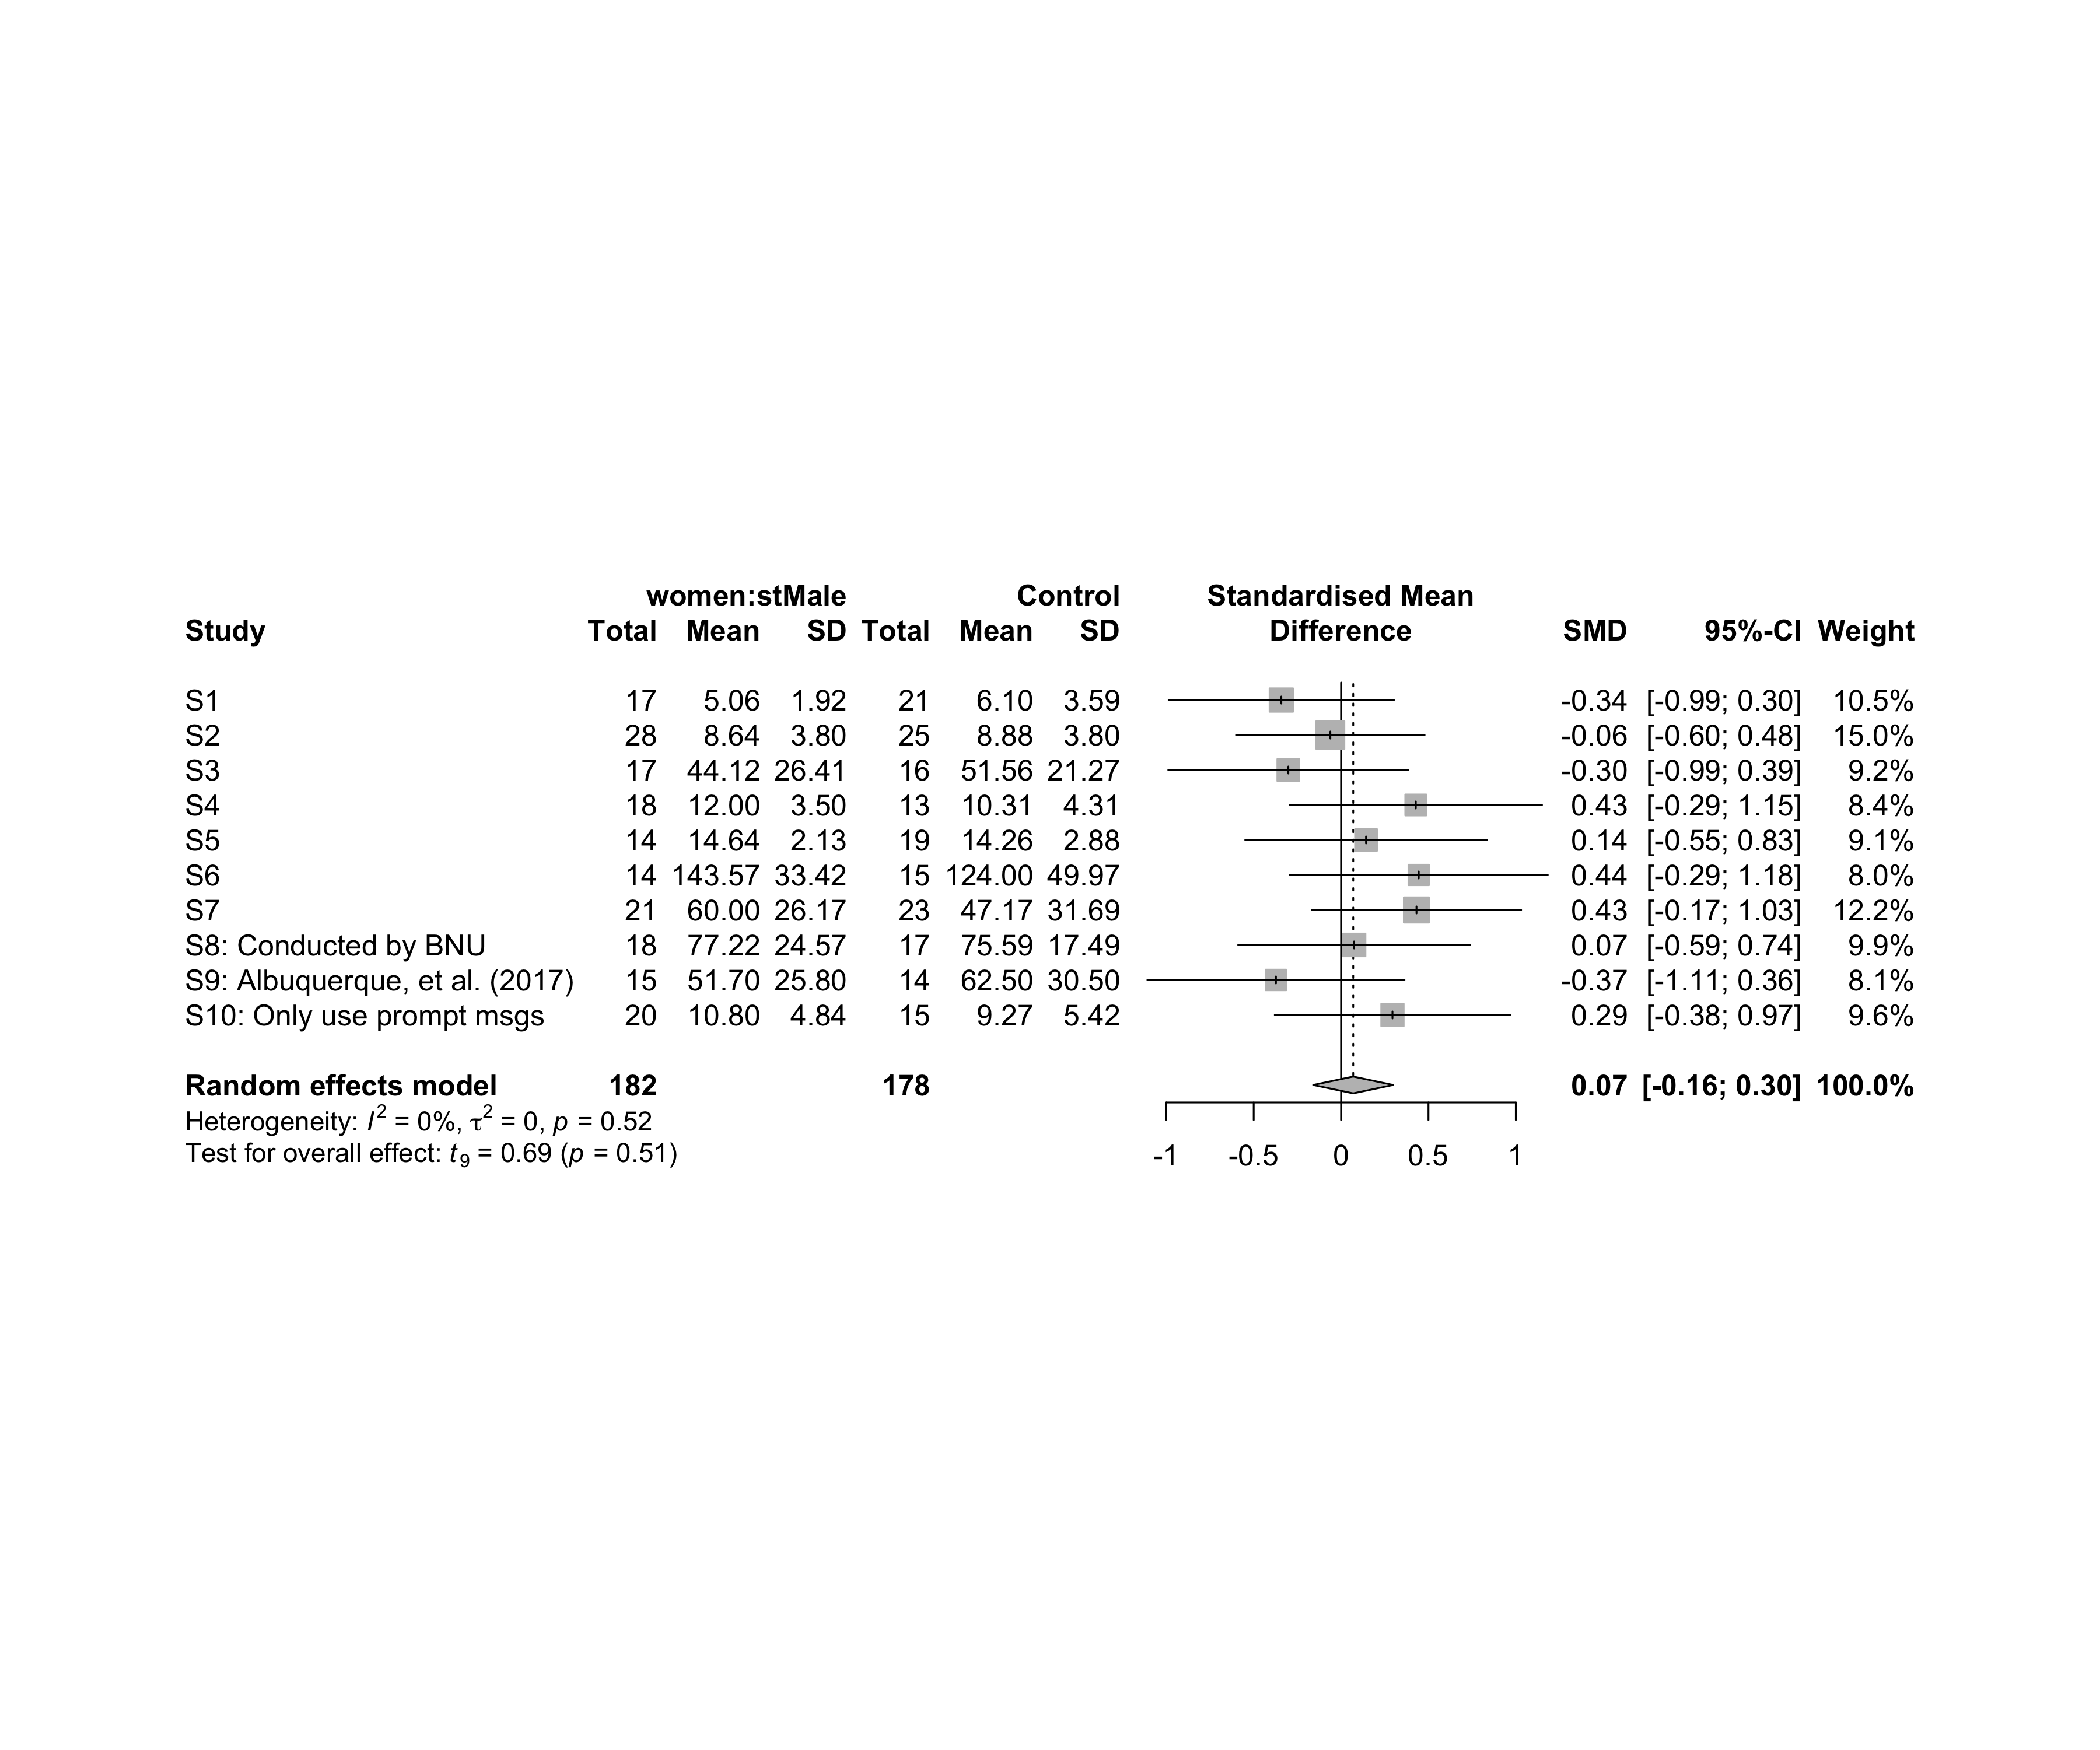 women:stMale Control Standardised Mean
Study Total Mean SD Total Mean SD Difference SMD 95%-CI Weight
S1 17 5.06 1.92 21 6.10 3.59 -0.34 [-0.99; 0.30] 10.5%
S2 28 8.64 3.80 25 8.88 3.80 -0.06 [-0.60; 0.48] 15.0%
S3 17 44.12 26.41 16 51.56 21.27 -0.30 [-0.99; 0.39] 9.2%
S4 18 12.00 3.50 13 10.31 4.31 0.43 [-0.29; 1.15] 8.4%
S5 14 14.64 2.13 19 14.26 2.88 0.14 [-0.55; 0.83] 9.1%
S6 14 143.57 33.42 15 124.00 49.97 0.44 [-0.29; 1.18] 8.0%
S7 21 60.00 26.17 23 47.17 31.69 0.43 [-0.17; 1.03] 12.2%
S8: Conducted by BNU 18 77.22 24.57 17 75.59 17.49 0.07 [-0.59; 0.74] 9.9%
S9: Albuquerque, et al. (2017) 15 51.70 25.80 14 62.50 30.50 -0.37 [-1.11; 0.36] 8.1%
S10: Only use prompt msgs 20 10.80 4.84 15 9.27 5.42 0.29 [-0.38; 0.97] 9.6%
Random effects model 182 178 0.07 [-0.16; 0.30] 100.0%
Heterogeneity: I² = 0%, τ² = 0, p = 0.52
Test for overall effect: t₉ = 0.69 (p = 0.51)
-1 -0.5 0 0.5 1